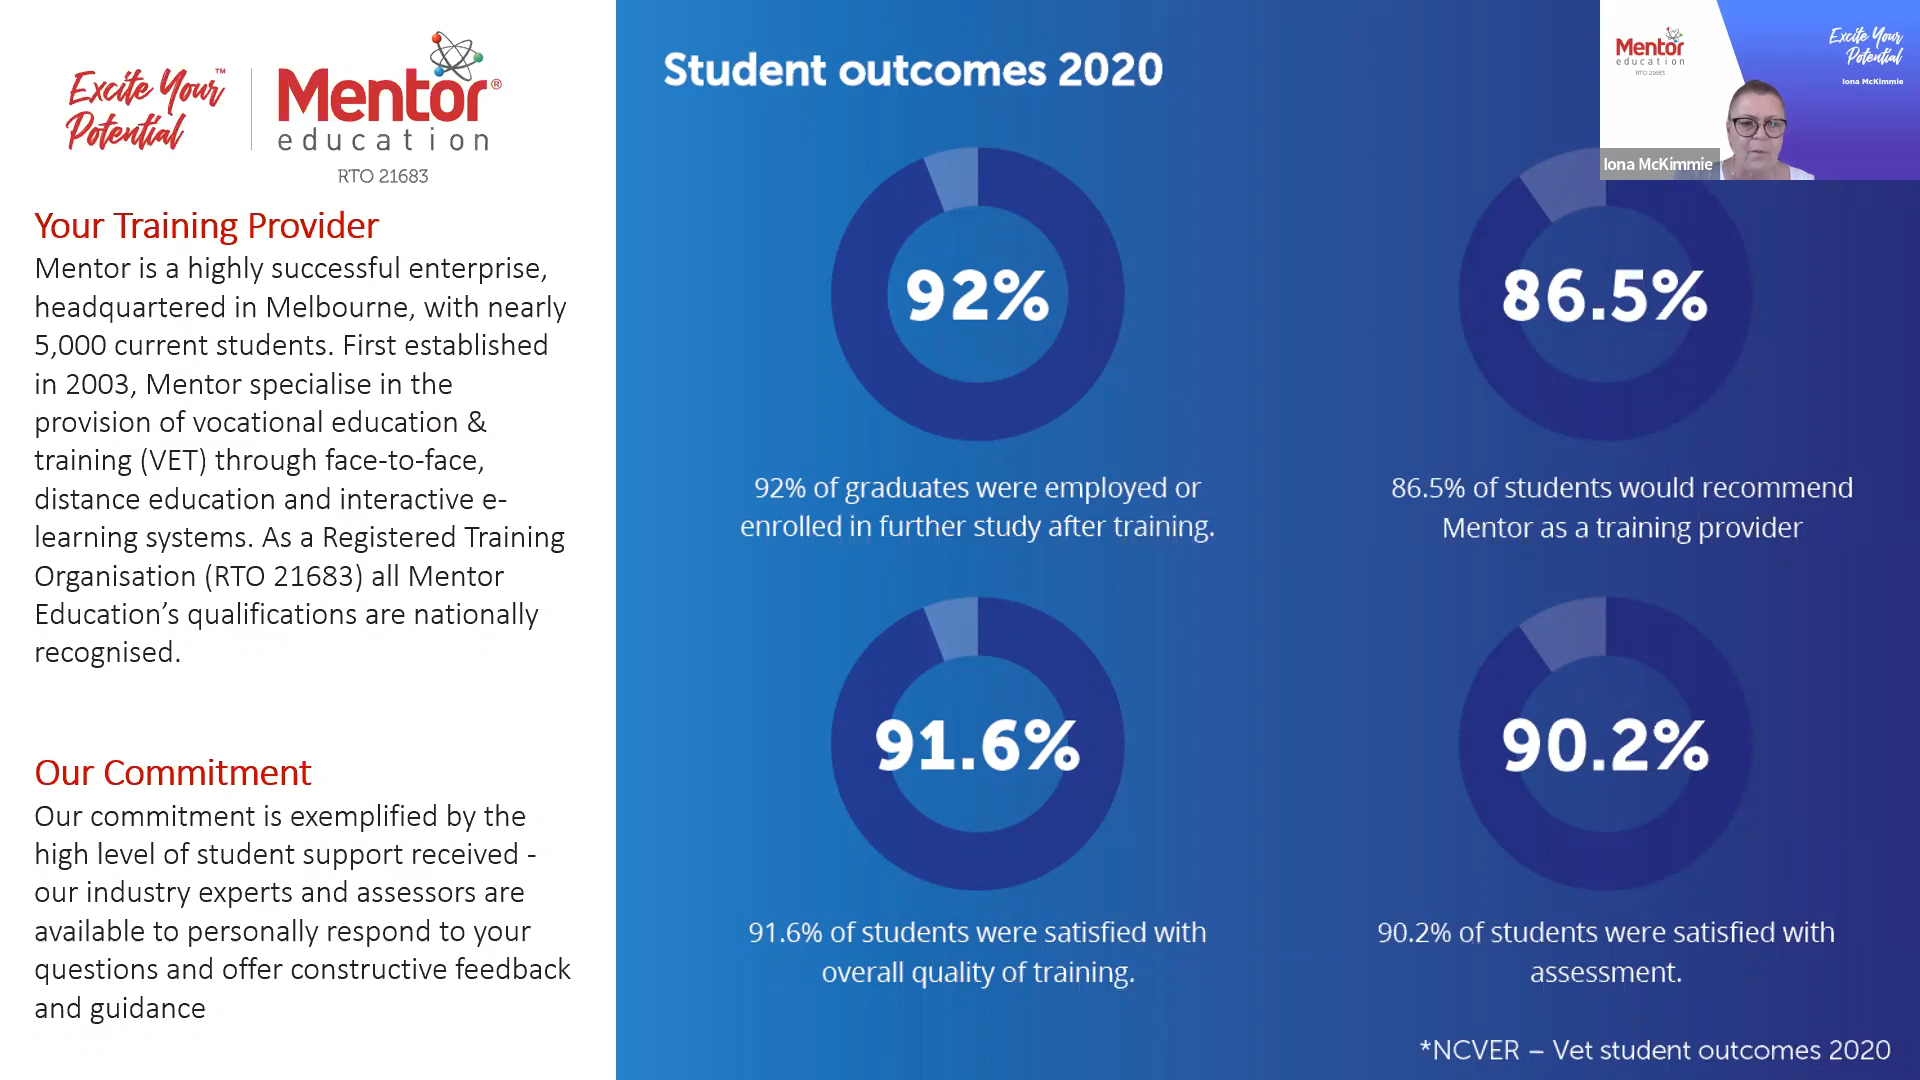 Excite Your™
Potential
Mentor®
education
RTO 21683
Your Training Provider
Mentor is a highly successful enterprise,
headquartered in Melbourne, with nearly
5,000 current students. First established
in 2003, Mentor specialise in the
provision of vocational education &
training (VET) through face-to-face,
distance education and interactive e-
learning systems. As a Registered Training
Organisation (RTO 21683) all Mentor
Education’s qualifications are nationally
recognised.
Our Commitment
Our commitment is exemplified by the
high level of student support received -
our industry experts and assessors are
available to personally respond to your
questions and offer constructive feedback
and guidance
Student outcomes 2020
92%
92% of graduates were employed or
enrolled in further study after training.
86.5%
86.5% of students would recommend
Mentor as a training provider
91.6%
91.6% of students were satisfied with
overall quality of training.
90.2%
90.2% of students were satisfied with
assessment.
*NCVER – Vet student outcomes 2020
Mentor
education
RTO 21683
Excite Your
Potential
Iona McKimmie
Iona McKimmie